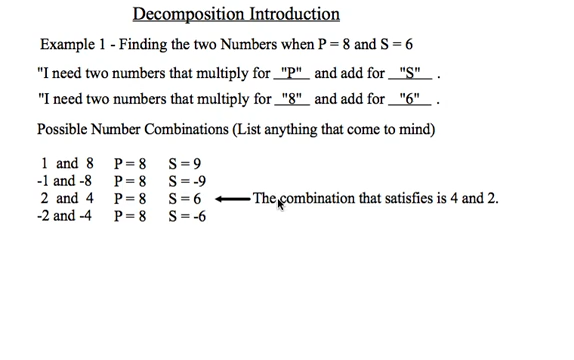 Decomposition Introduction
Example 1 - Finding the two Numbers when P = 8 and S = 6
"I need two numbers that multiply for "P" and add for "S" .
"I need two numbers that multiply for "8" and add for "6" .
Possible Number Combinations (List anything that come to mind)
1 and 8 P = 8 S = 9
-1 and -8 P = 8 S = -9
2 and 4 P = 8 S = 6 The combination that satisfies is 4 and 2.
-2 and -4 P = 8 S = -6